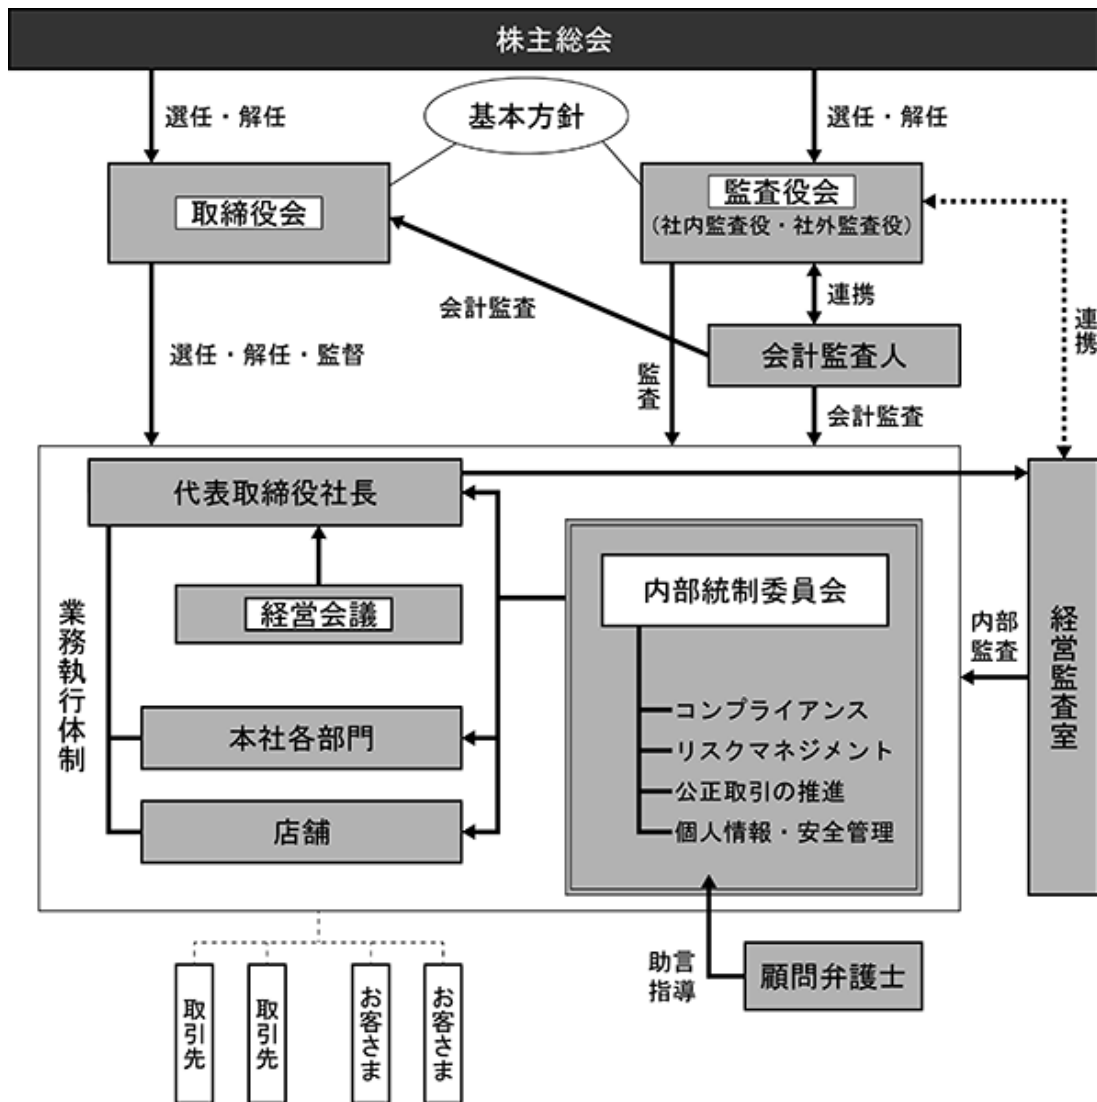 株主総会
選任・解任
基本方針
選任・解任
取締役会
監査役会
(社内監査役・社外監査役)
会計監査
連携
連携
会計監査人
選任・解任・監督
監査
会計監査
代表取締役社長
経営会議
内部統制委員会
業務執行体制
内部
監査
経営監査室
コンプライアンス
本社各部門
リスクマネジメント
公正取引の推進
店舗
個人情報・安全管理
助言
指導
顧問弁護士
取引先
取引先
お客さま
お客さま